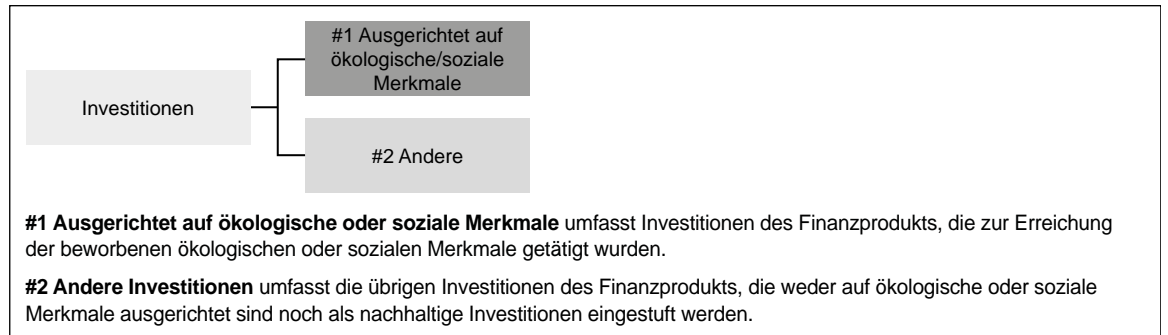 #1 Ausgerichtet auf
ökologische/soziale
Merkmale
Investitionen
#2 Andere
#1 Ausgerichtet auf ökologische oder soziale Merkmale umfasst Investitionen des Finanzprodukts, die zur Erreichung
der beworbenen ökologischen oder sozialen Merkmale getätigt wurden.
#2 Andere Investitionen umfasst die übrigen Investitionen des Finanzprodukts, die weder auf ökologische oder soziale
Merkmale ausgerichtet sind noch als nachhaltige Investitionen eingestuft werden.